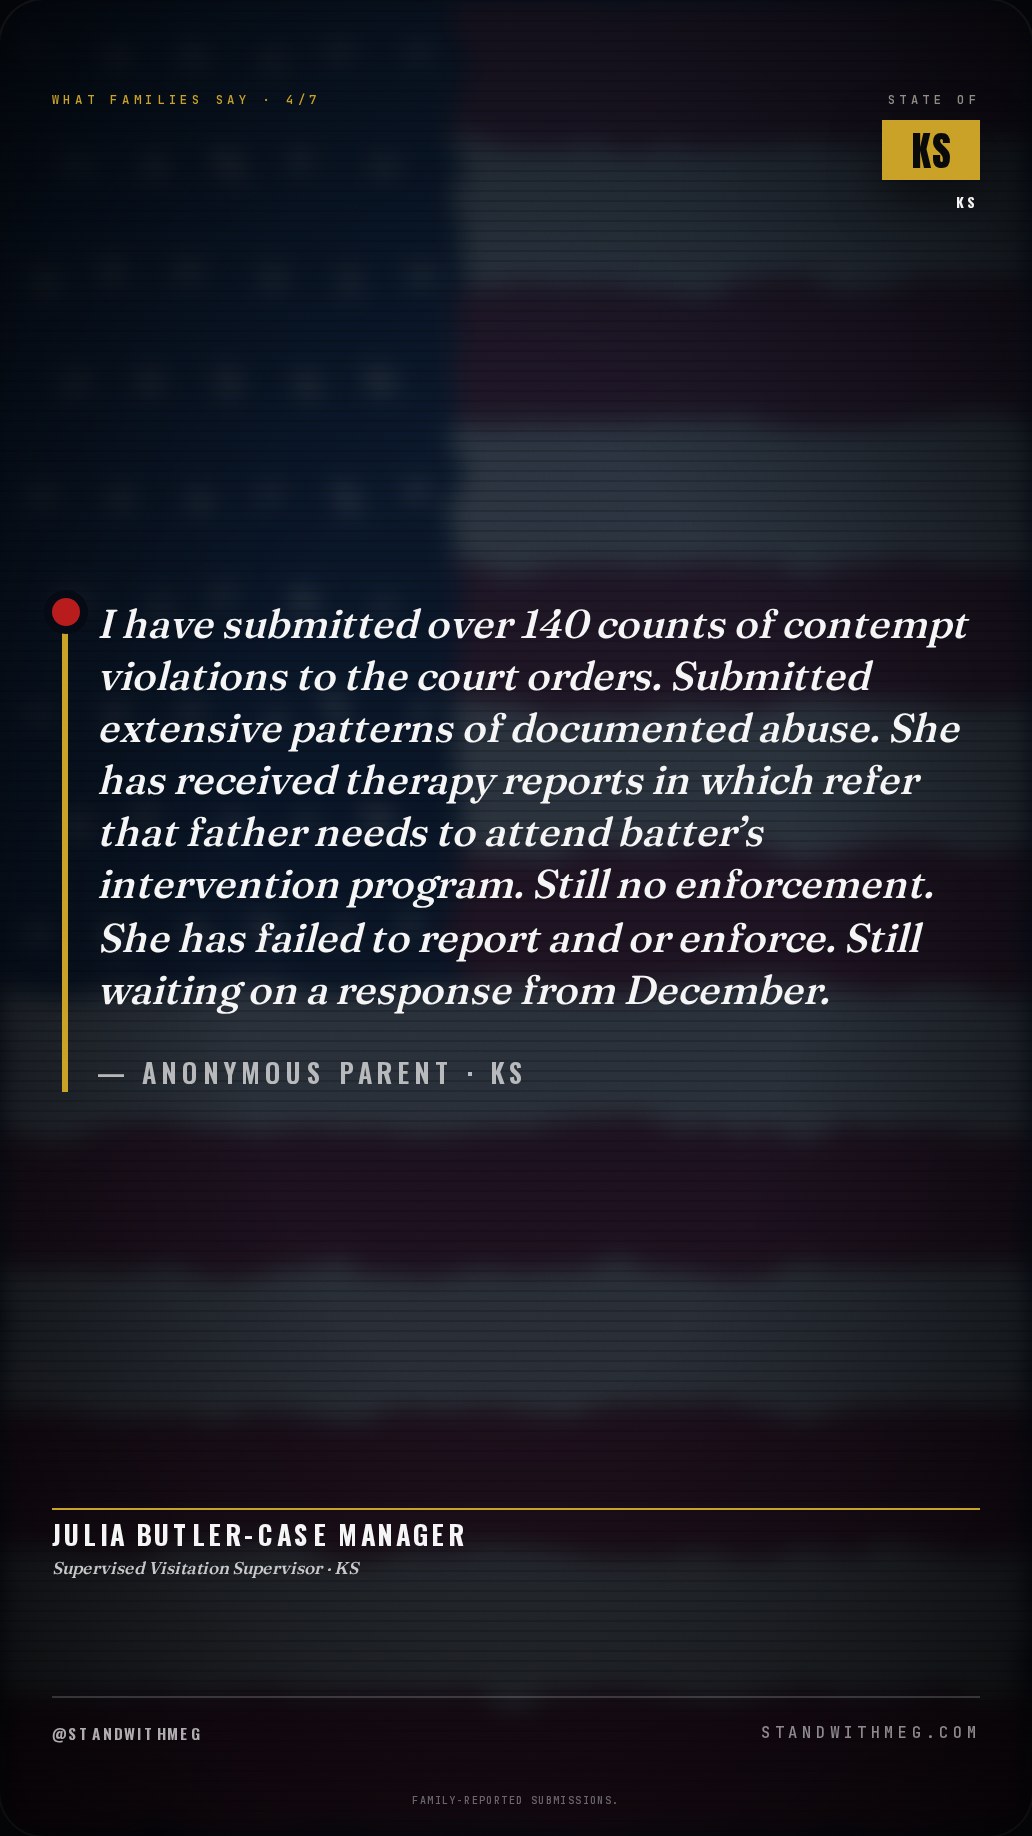 WHAT FAMILIES SAY · 4/7
STATE OF
KS
KS
I have submitted over 140 counts of contempt
violations to the court orders. Submitted
extensive patterns of documented abuse. She
has received therapy reports in which refer
that father needs to attend batter’s
intervention program. Still no enforcement.
She has failed to report and or enforce. Still
waiting on a response from December.
— ANONYMOUS PARENT · KS
JULIA BUTLER-CASE MANAGER
Supervised Visitation Supervisor · KS
@STANDWITHMEG
STANDWITHMEG.COM
FAMILY-REPORTED SUBMISSIONS.